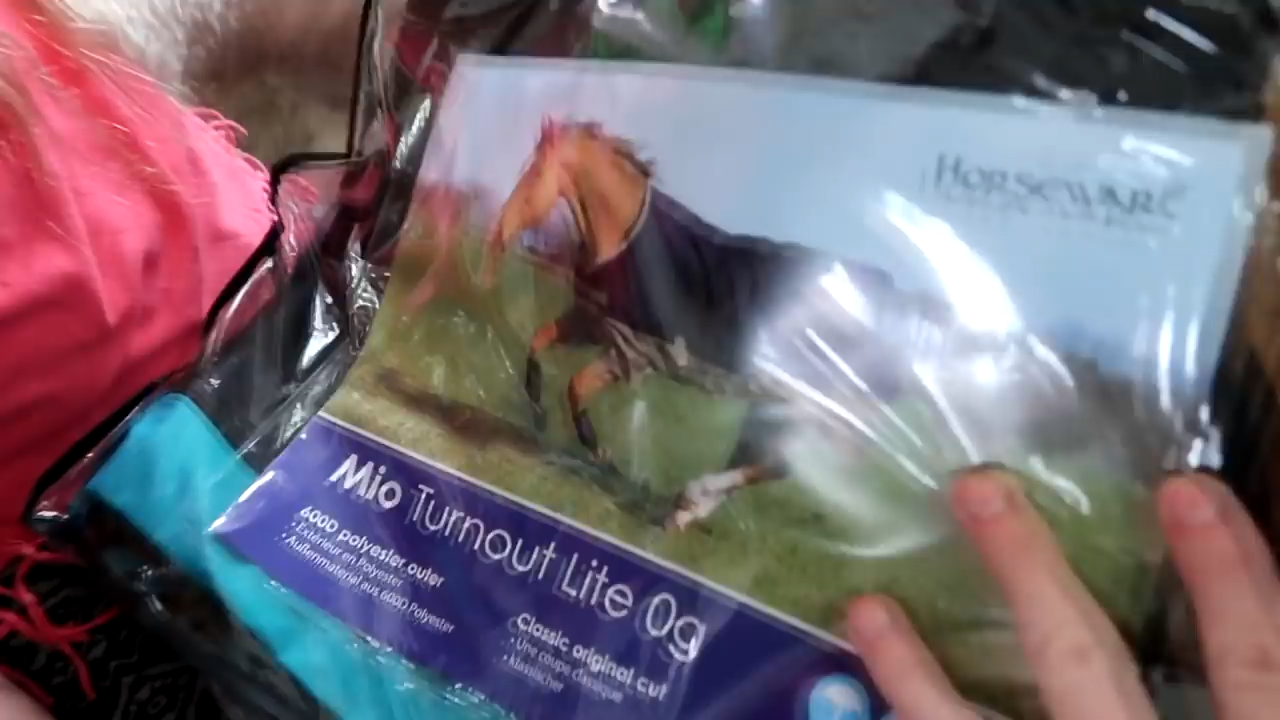 HORSEWARE
Mio Turnout Lite 0g
600D polyester outer
• Extérieur en Polyester
• Außenmaterial aus 600D Polyester
Classic original cut
• Une coupe classique
• klassischer